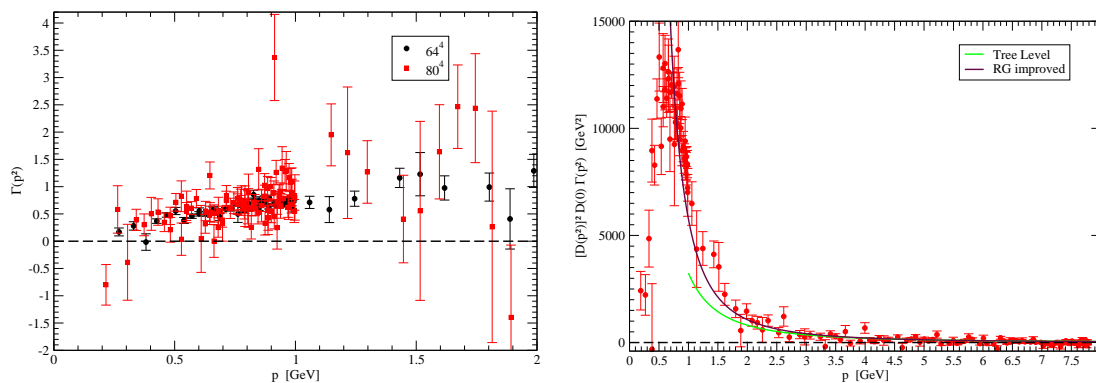 4
3.5
3
2.5
2
1.5
1
0.5
0
-0.5
-1
-1.5
-2
Γ(p²)
64⁴
80⁴
0 0.5 1 1.5 2
p [GeV]
15000
10000
5000
0
[D(p²)]² D(0) Γ(p²) [GeV²]
Tree Level
RG improved
0 0.5 1 1.5 2 2.5 3 3.5 4 4.5 5 5.5 6 6.5 7 7.5
p [GeV]